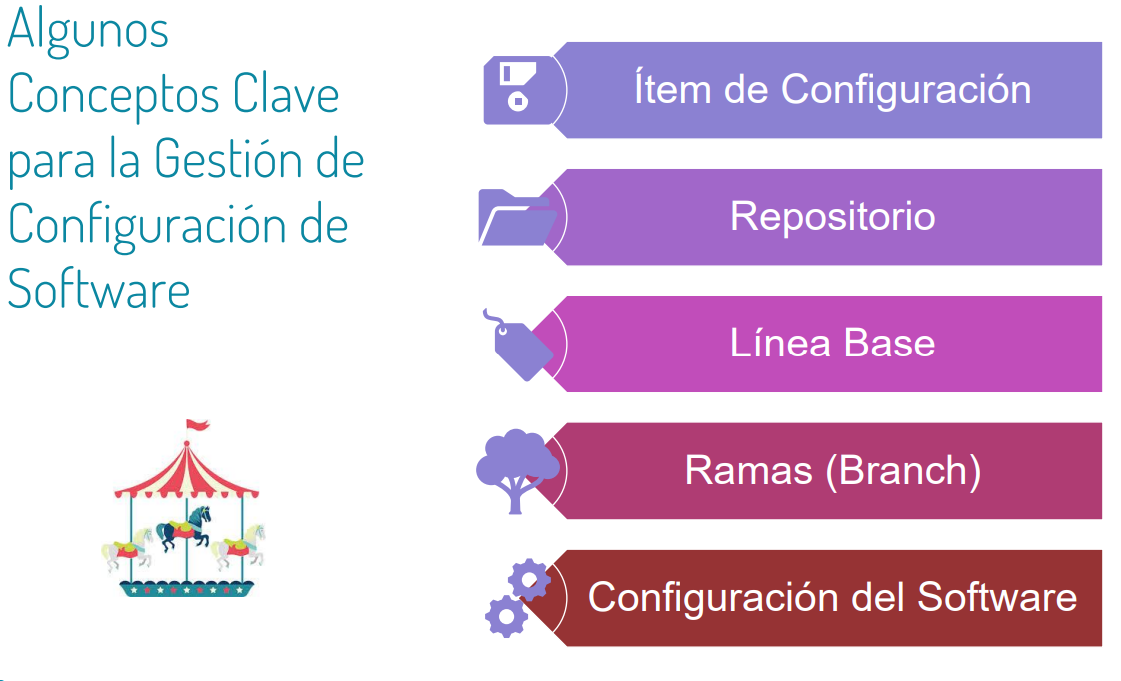 Algunos
Conceptos Clave
para la Gestión de
Configuración de
Software
Ítem de Configuración
Repositorio
Línea Base
Ramas (Branch)
Configuración del Software